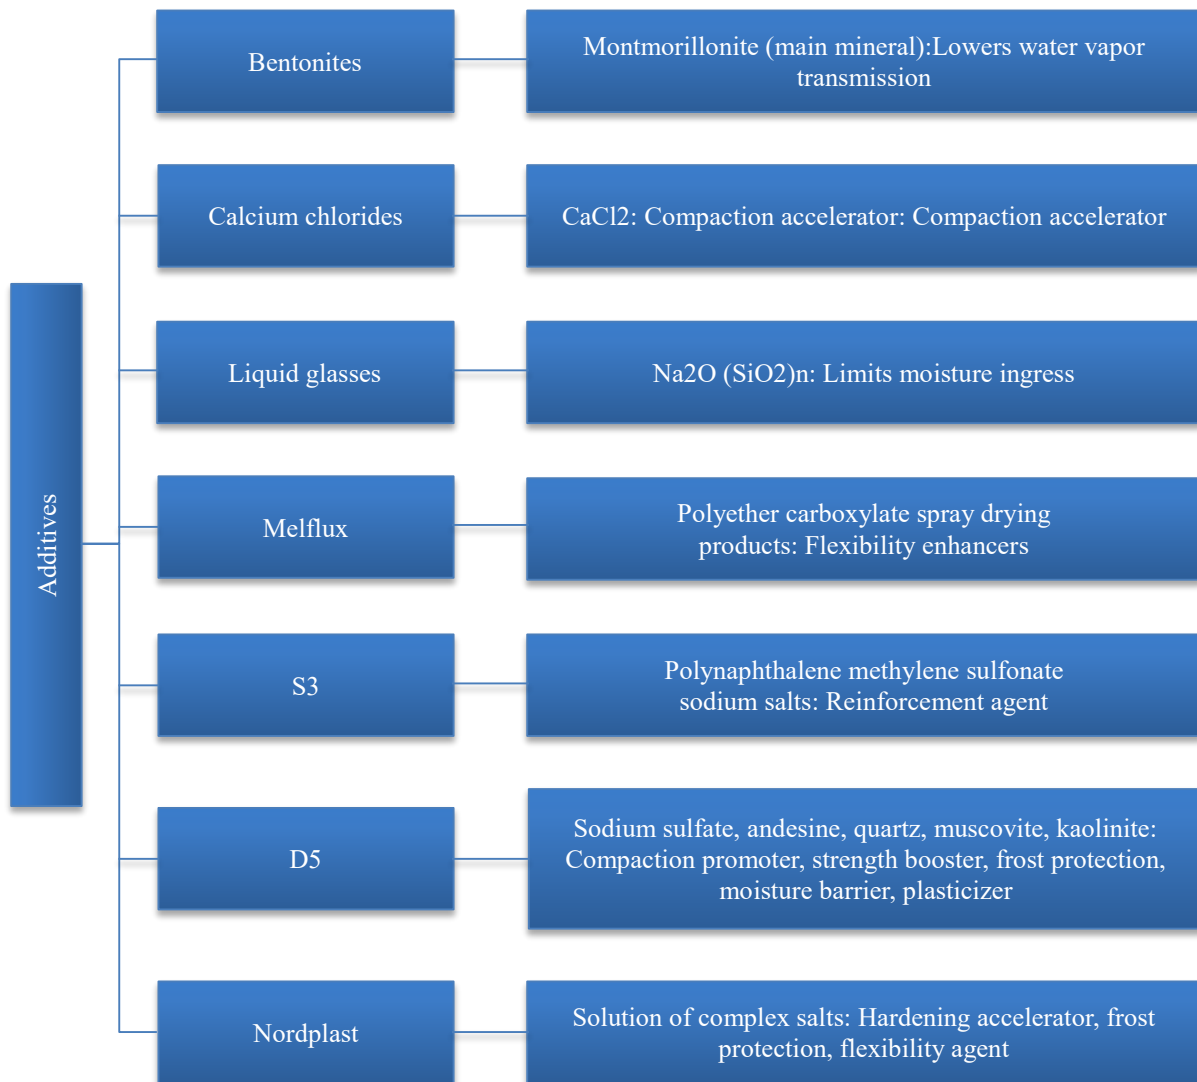 Additives
Bentonites
Montmorillonite (main mineral):Lowers water vapor
transmission
Calcium chlorides
CaCl2: Compaction accelerator: Compaction accelerator
Liquid glasses
Na2O (SiO2)n: Limits moisture ingress
Melflux
Polyether carboxylate spray drying
products: Flexibility enhancers
S3
Polynaphthalene methylene sulfonate
sodium salts: Reinforcement agent
D5
Sodium sulfate, andesine, quartz, muscovite, kaolinite:
Compaction promoter, strength booster, frost protection,
moisture barrier, plasticizer
Nordplast
Solution of complex salts: Hardening accelerator, frost
protection, flexibility agent